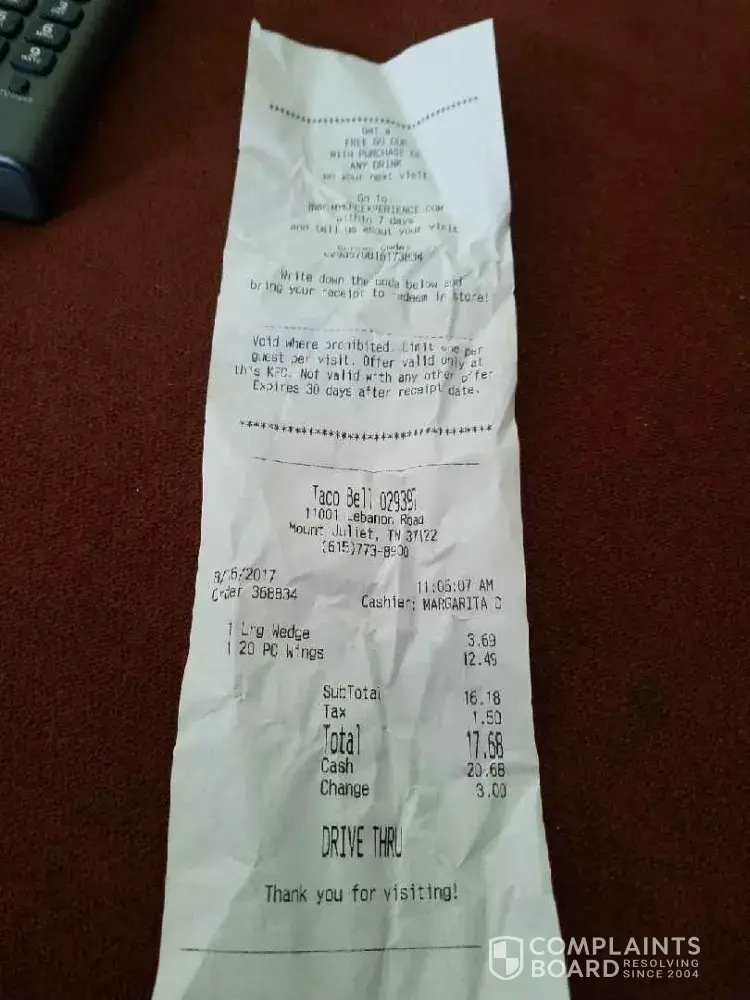 ****************************************
Get a
FREE GO CUP
WITH PURCHASE OF
ANY DRINK
on your next visit
Go to:
MYKFCEXPERIENCE.COM
within 7 days
and tell us about your visit
Write down the code below and
bring your receipt to redeem in store!
Void where prohibited. Limit one per
guest per visit. Offer valid only at
this KFC. Not valid with any other offer
Expires 30 days after receipt date.
****************************************
Taco Bell 029397
11001 Lebanon Road
Mount Juliet, TN 37122
(615)773-8900
2017
11:06:07 AM
Order 368834
Cashier: MARGARITA
1 Lrg Wedge 3.69
1 20 PC Wings 12.49
SubTotal 16.18
Tax 1.50
Total 17.68
Cash 20.68
Change 3.00
DRIVE THRU
Thank you for visiting!
COMPLAINTS
BOARD RESOLVING
SINCE 2004